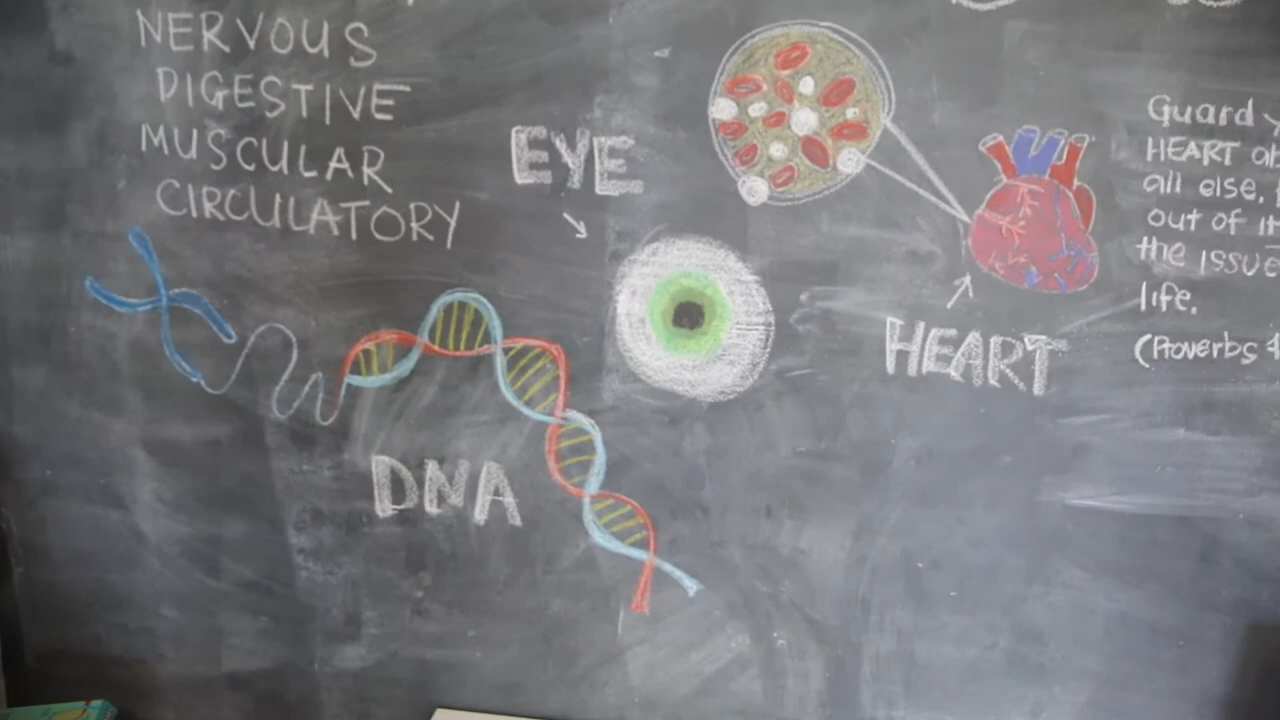 NERVOUS
DIGESTIVE
MUSCULAR
CIRCULATORY
EYE
DNA
HEART
Guard
HEART
all else,
out of
the
life.
(Proverbs